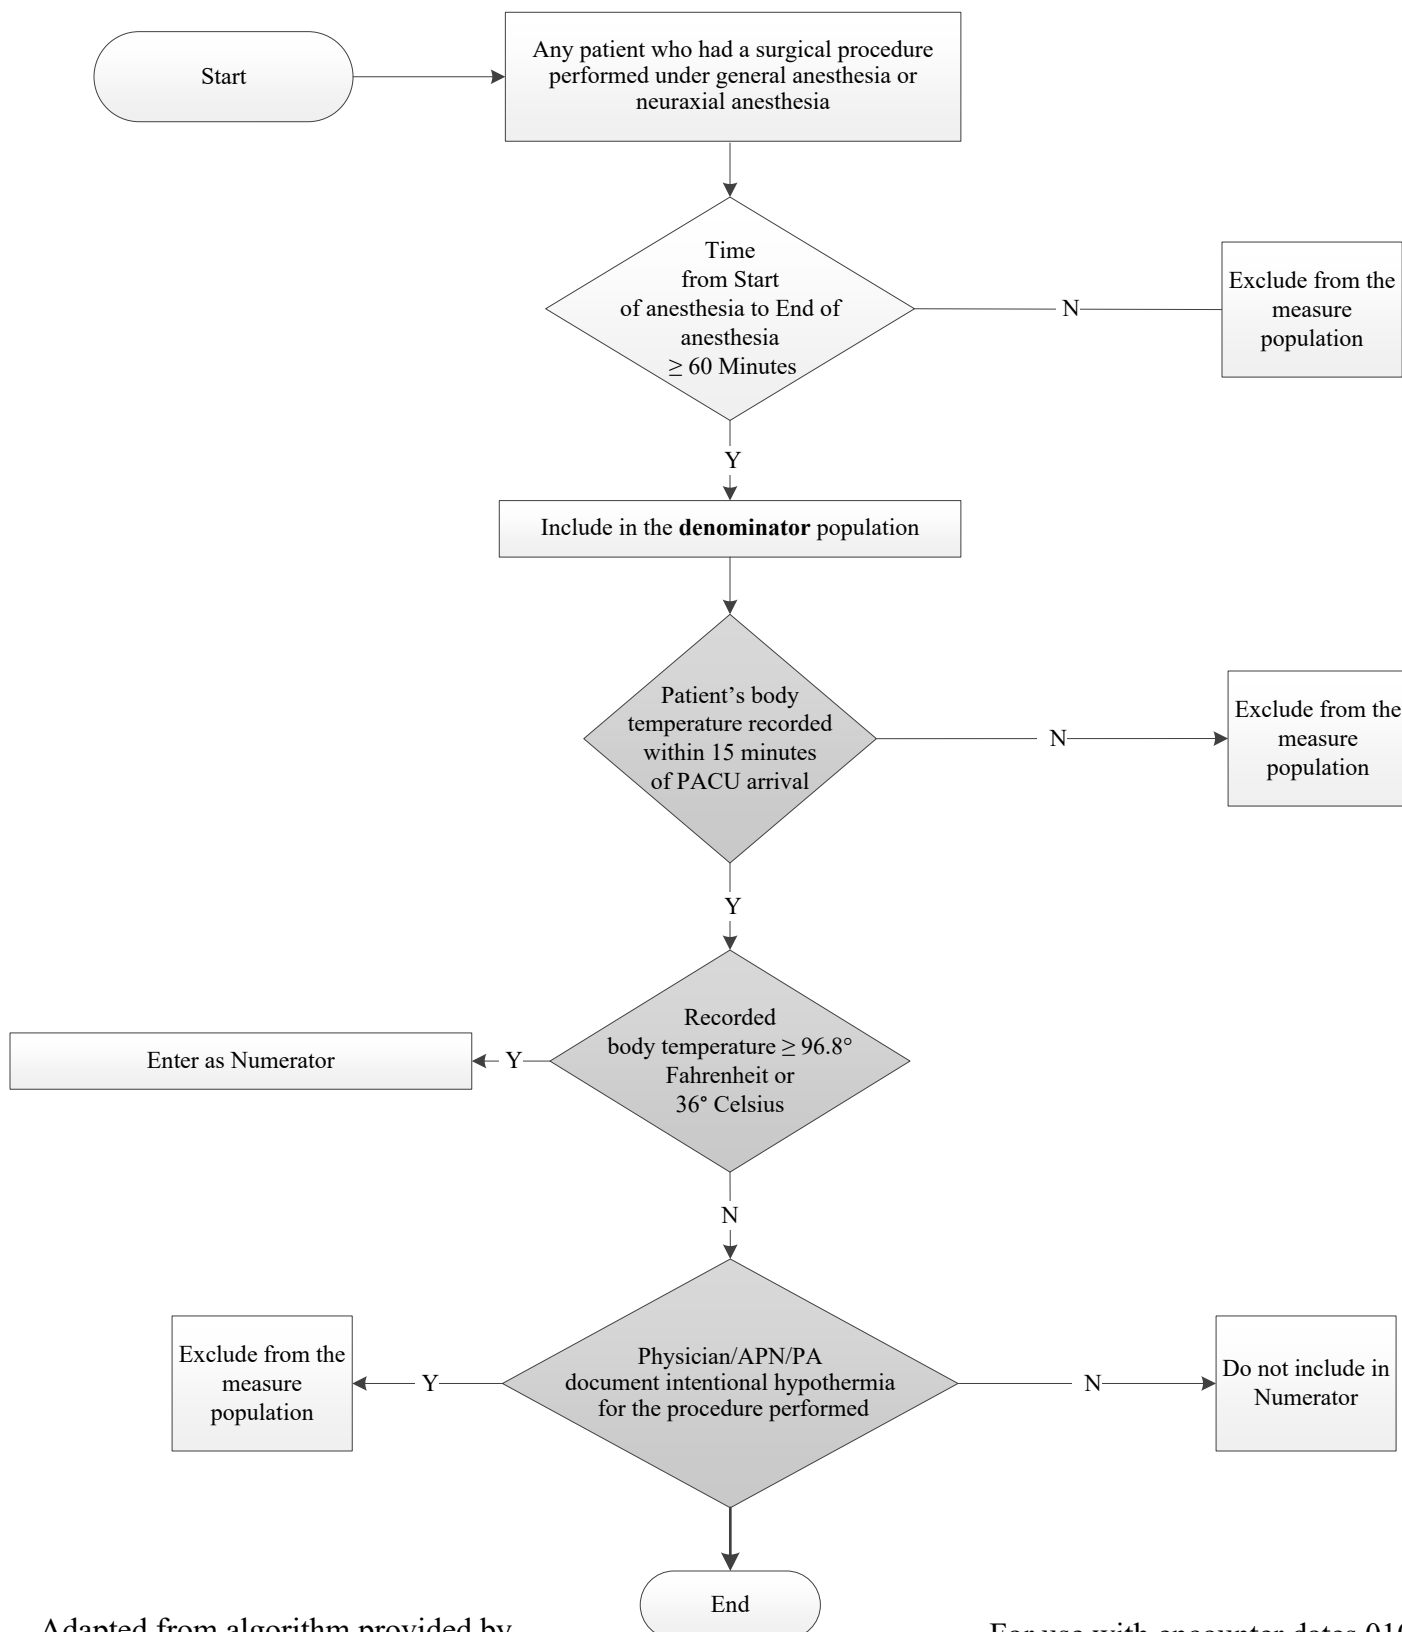 Start
Any patient who had a surgical procedure
performed under general anesthesia or
neuraxial anesthesia
Time
from Start
of anesthesia to End of
anesthesia
≥ 60 Minutes
N
Exclude from the
measure
population
Y
Include in the denominator population
Patient’s body
temperature recorded
within 15 minutes
of PACU arrival
N
Exclude from the
measure
population
Y
Recorded
body temperature ≥ 96.8°
Fahrenheit or
36° Celsius
Y
Enter as Numerator
N
Physician/APN/PA
document intentional hypothermia
for the procedure performed
Y
Exclude from the
measure
population
N
Do not include in
Numerator
End
Adapted from algorithm provided by
For use with encounter dates